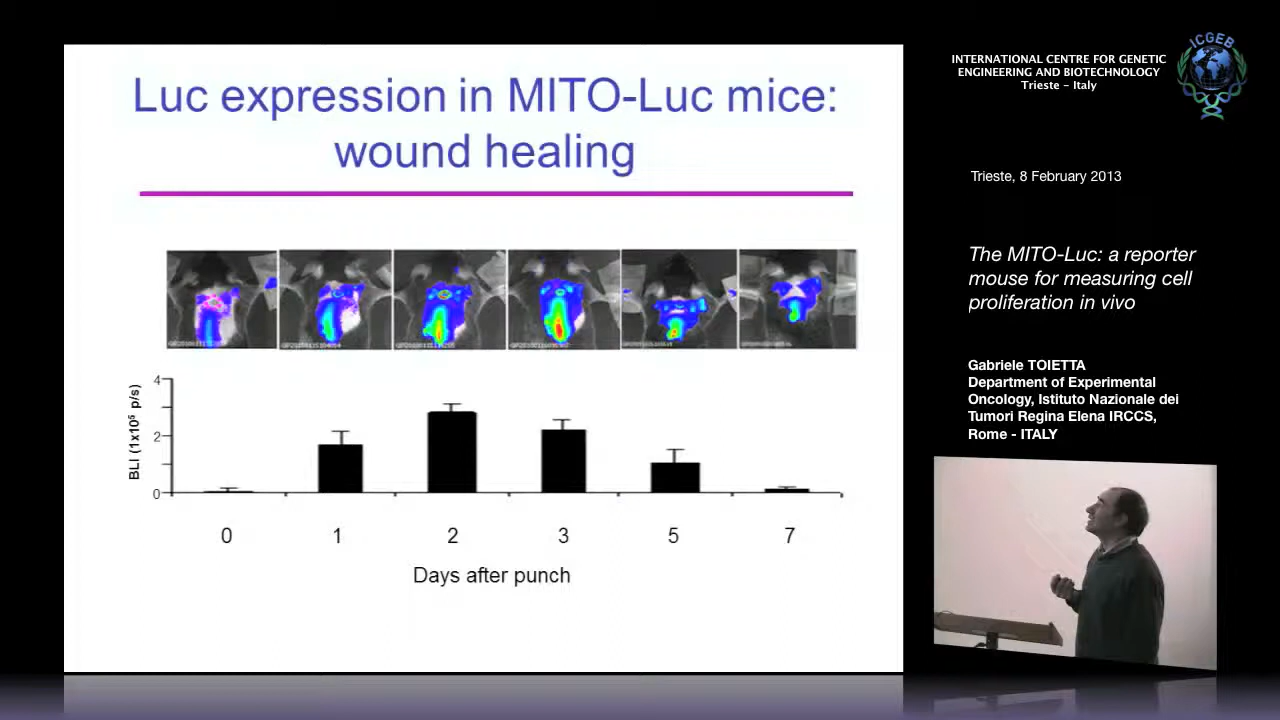 Luc expression in MITO-Luc mice:
wound healing
BLI (1x10⁵ p/s)
4
2
0
0 1 2 3 5 7
Days after punch
ICGEB
INTERNATIONAL CENTRE FOR GENETIC
ENGINEERING AND BIOTECHNOLOGY
Trieste - Italy
Trieste, 8 February 2013
The MITO-Luc: a reporter
mouse for measuring cell
proliferation in vivo
Gabriele TOIETTA
Department of Experimental
Oncology, Istituto Nazionale dei
Tumori Regina Elena IRCCS,
Rome - ITALY